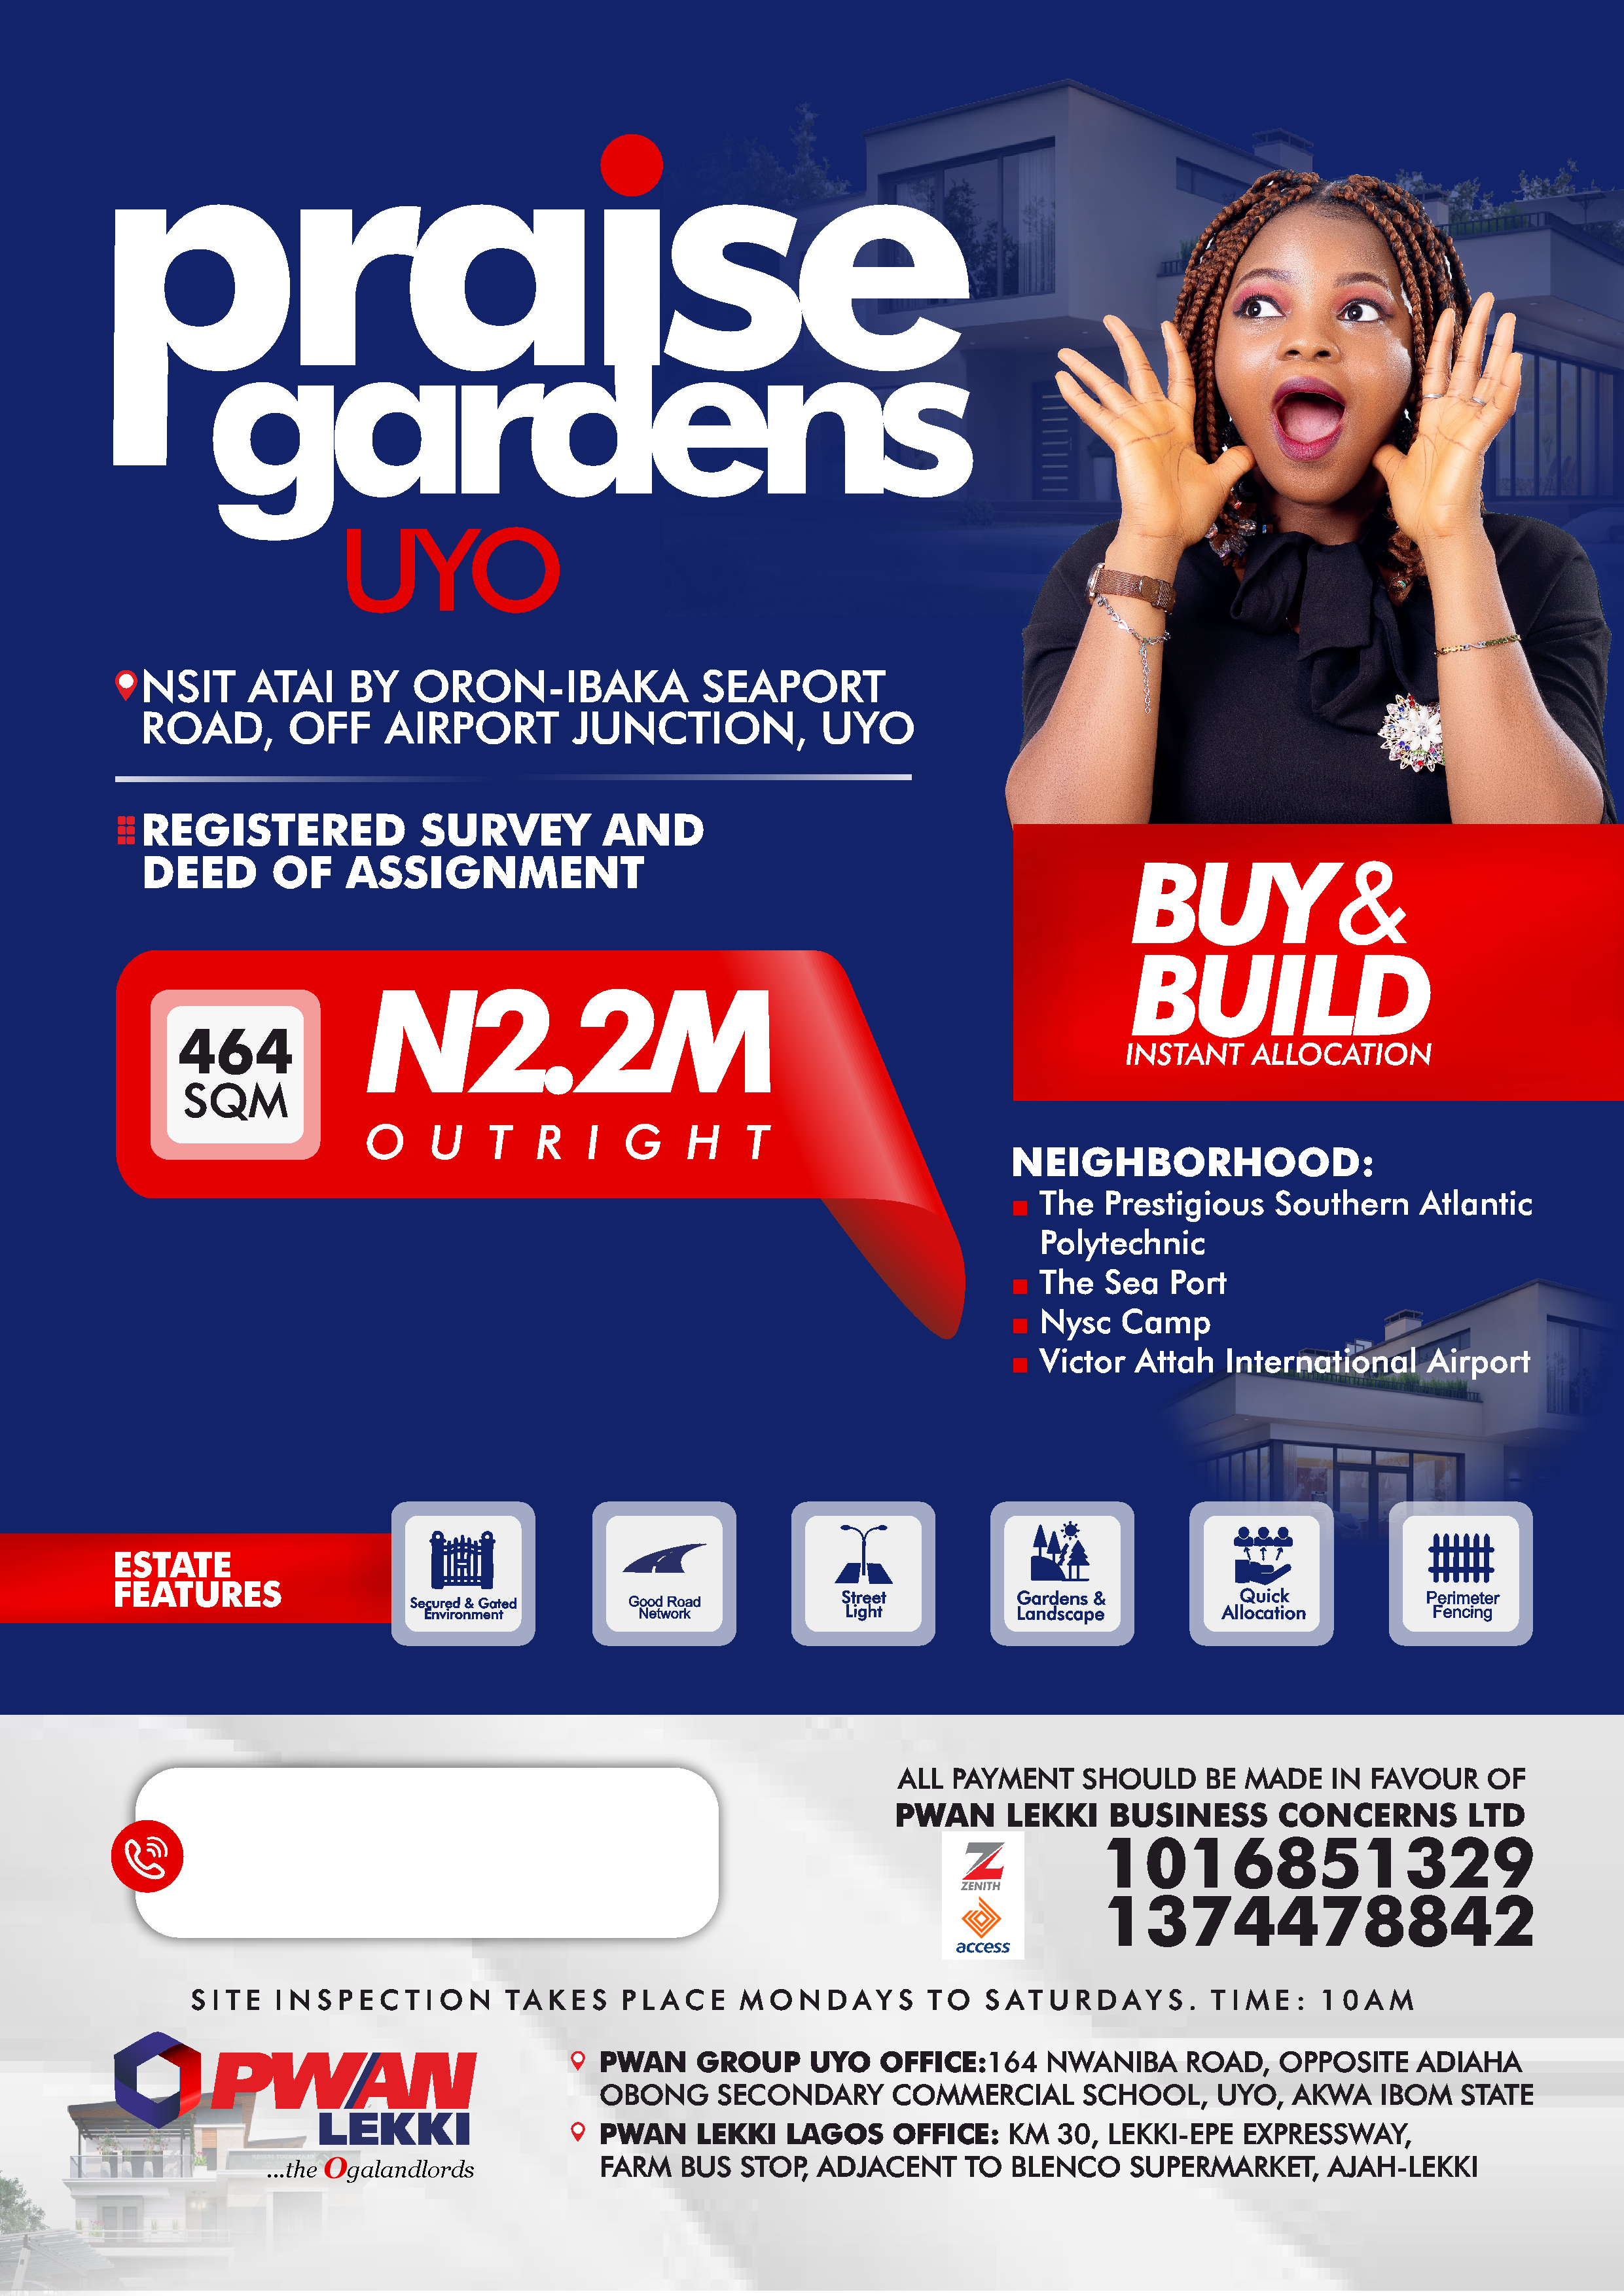 praise
gardens
UYO
NSIT ATAI BY ORON-IBAKA SEAPORT
ROAD, OFF AIRPORT JUNCTION, UYO
REGISTERED SURVEY AND
DEED OF ASSIGNMENT
464
SQM
N2.2M
OUTRIGHT
BUY &
BUILD
INSTANT ALLOCATION
NEIGHBORHOOD:
The Prestigious Southern Atlantic
Polytechnic
The Sea Port
Nysc Camp
Victor Attah International Airport
ESTATE
FEATURES
Secured & Gated
Environment
Good Road
Network
Street
Light
Gardens &
Landscape
Quick
Allocation
Perimeter
Fencing
ALL PAYMENT SHOULD BE MADE IN FAVOUR OF
PWAN LEKKI BUSINESS CONCERNS LTD
ZENITH
1016851329
access
1374478842
SITE INSPECTION TAKES PLACE MONDAYS TO SATURDAYS. TIME: 10AM
PWAN
LEKKI
...the Ogalandlords
PWAN GROUP UYO OFFICE:164 NWANIBA ROAD, OPPOSITE ADIAHA
OBONG SECONDARY COMMERCIAL SCHOOL, UYO, AKWA IBOM STATE
PWAN LEKKI LAGOS OFFICE: KM 30, LEKKI-EPE EXPRESSWAY,
FARM BUS STOP, ADJACENT TO BLENCO SUPERMARKET, AJAH-LEKKI